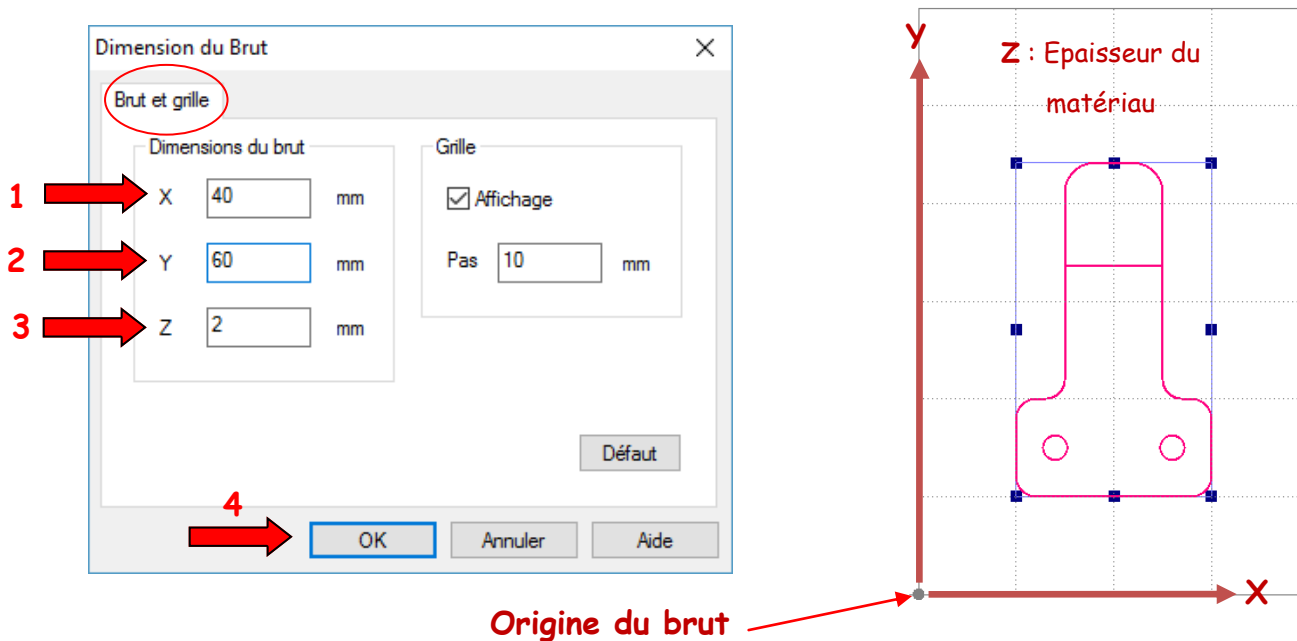 Dimension du Brut
Brut et grille
Dimensions du brut
1 X 40 mm
2 Y 60 mm
3 Z 2 mm
Grille
Affichage
Pas 10 mm
Défaut
4
OK Annuler Aide
Y
Z : Epaisseur du
matériau
X
Origine du brut